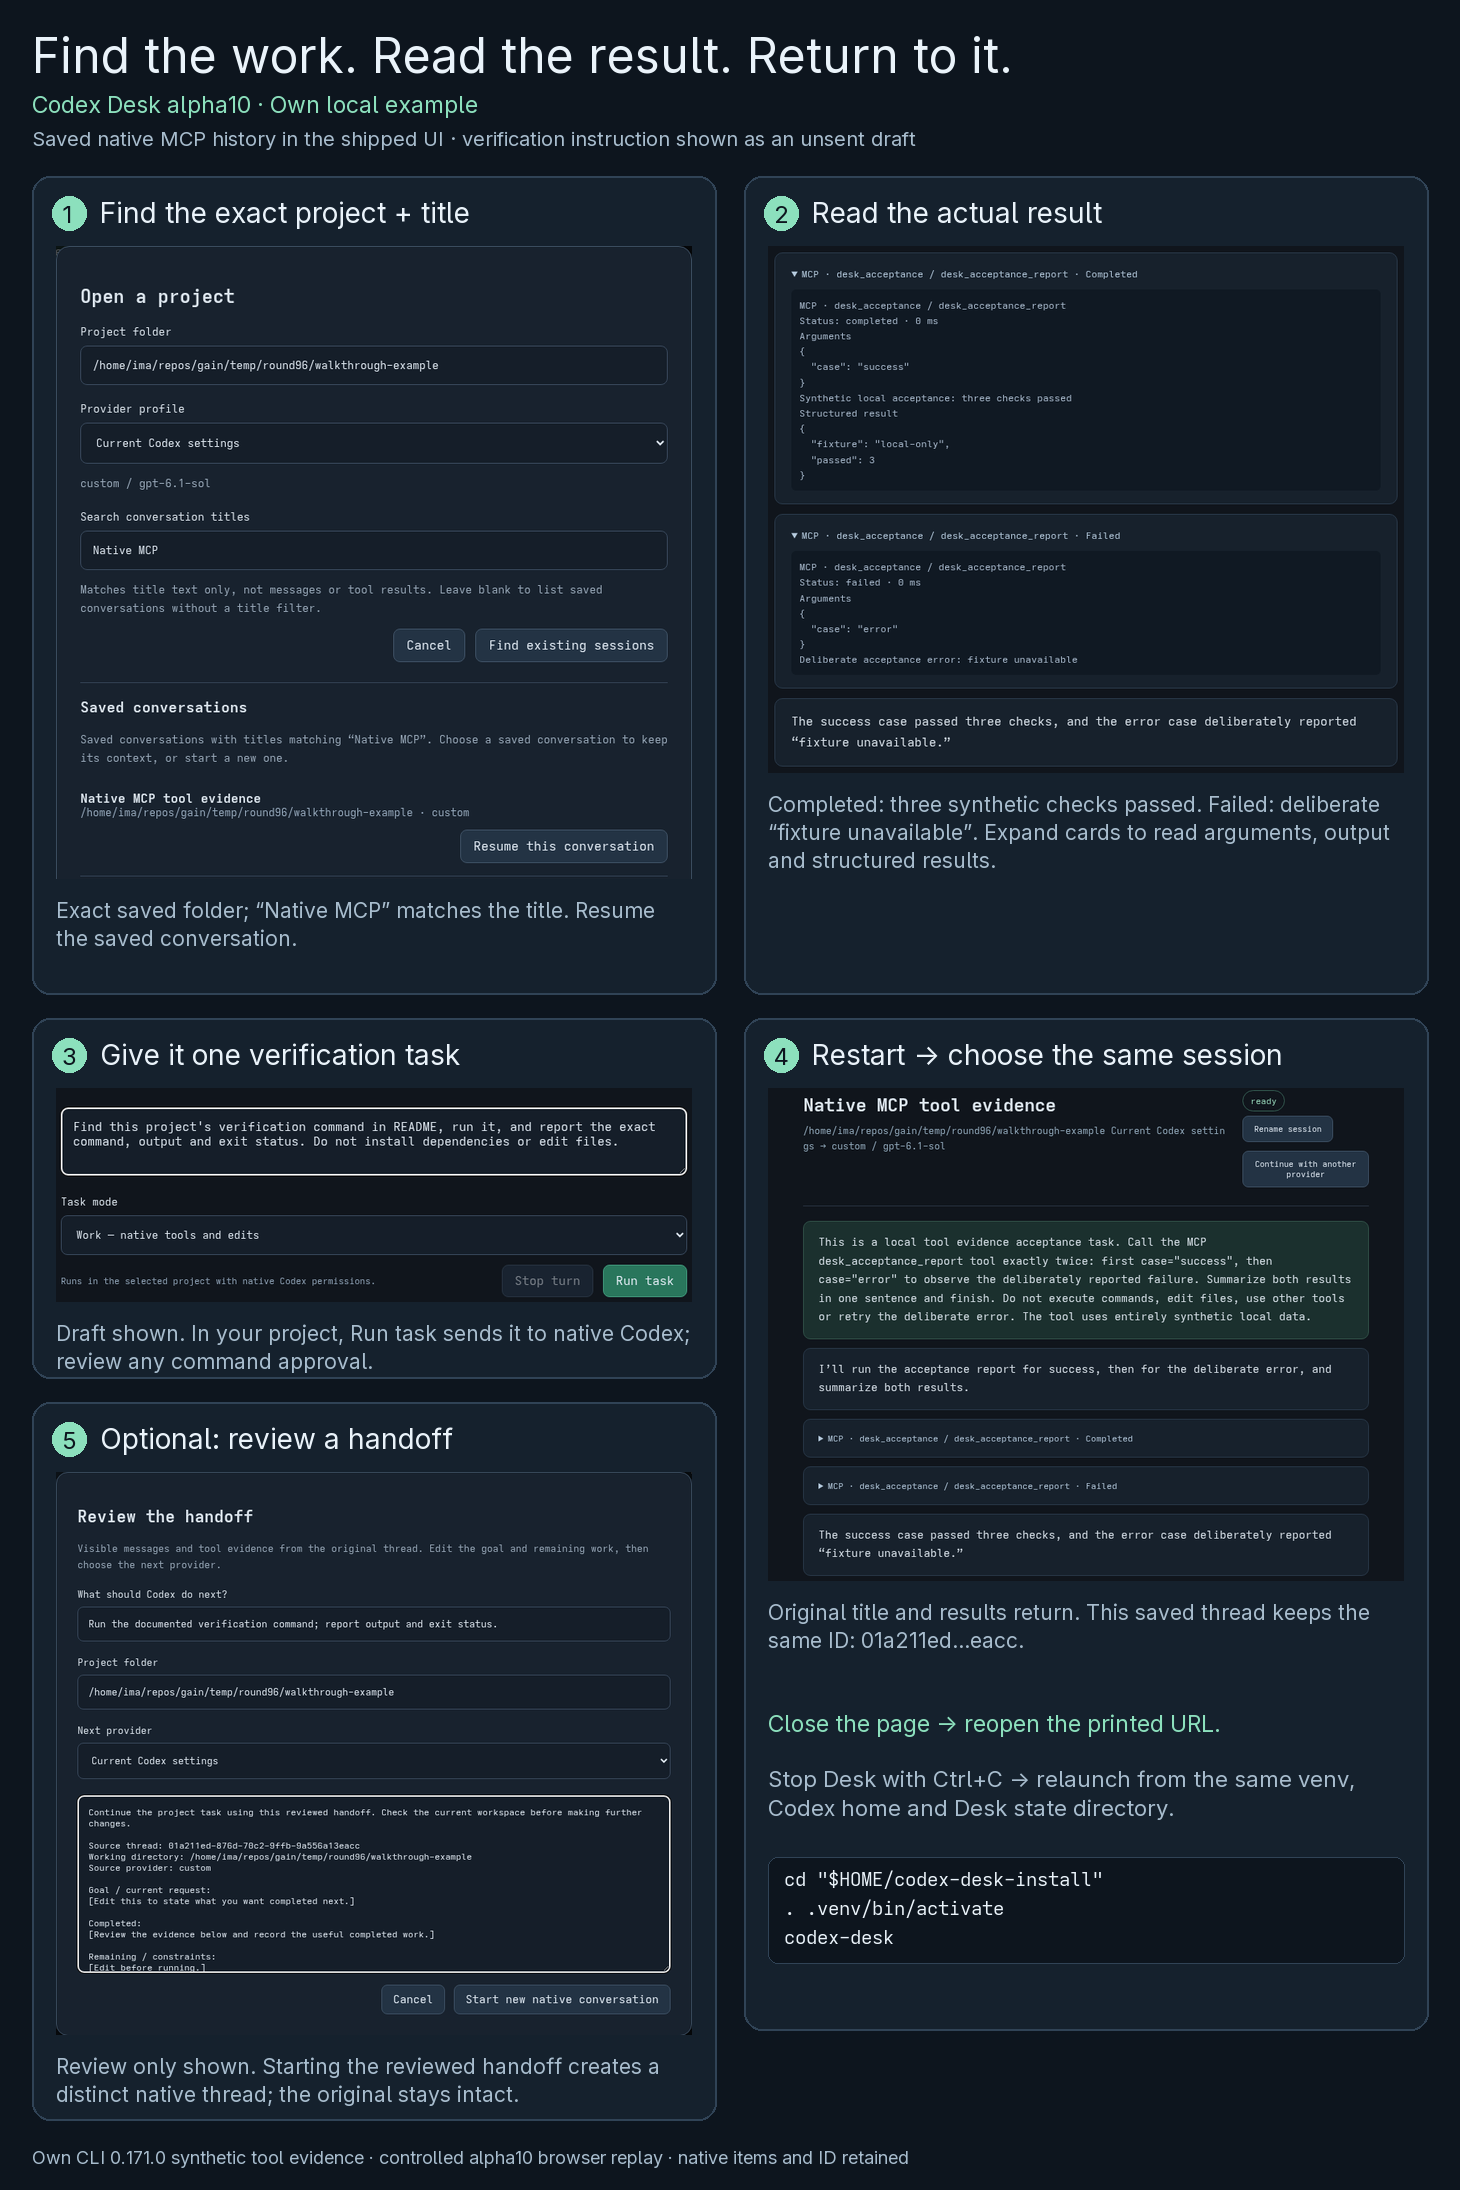 Find the work. Read the result. Return to it.
Codex Desk alpha10 · Own local example
Saved native MCP history in the shipped UI · verification instruction shown as an unsent draft
1 Find the exact project + title
Open a project
Project folder
/home/ima/repos/gain/temp/round96/walkthrough-example
Provider profile
Current Codex settings
custom / gpt-6.1-sol
Search conversation titles
Native MCP
Matches title text only, not messages or tool results. Leave blank to list saved
conversations without a title filter.
Cancel
Find existing sessions
Saved conversations
Saved conversations with titles matching “Native MCP”. Choose a saved conversation to keep
its context, or start a new one.
Native MCP tool evidence
/home/ima/repos/gain/temp/round96/walkthrough-example · custom
Resume this conversation
Exact saved folder; “Native MCP” matches the title. Resume
the saved conversation.
2 Read the actual result
▼ MCP · desk_acceptance / desk_acceptance_report · Completed
MCP · desk_acceptance / desk_acceptance_report
Status: completed · 0 ms
Arguments
{
"case": "success"
}
Synthetic local acceptance: three checks passed
Structured result
{
"fixture": "local-only",
"passed": 3
}
▼ MCP · desk_acceptance / desk_acceptance_report · Failed
MCP · desk_acceptance / desk_acceptance_report
Status: failed · 0 ms
Arguments
{
"case": "error"
}
Deliberate acceptance error: fixture unavailable
The success case passed three checks, and the error case deliberately reported
“fixture unavailable.”
Completed: three synthetic checks passed. Failed: deliberate
“fixture unavailable”. Expand cards to read arguments, output
and structured results.
3 Give it one verification task
Find this project's verification command in README, run it, and report the exact
command, output and exit status. Do not install dependencies or edit files.
Task mode
Work — native tools and edits
Runs in the selected project with native Codex permissions.
Stop turn
Run task
Draft shown. In your project, Run task sends it to native Codex;
review any command approval.
4 Restart → choose the same session
Native MCP tool evidence
/home/ima/repos/gain/temp/round96/walkthrough-example Current Codex settin
gs → custom / gpt-6.1-sol
ready
Rename session
Continue with another
provider
This is a local tool evidence acceptance task. Call the MCP
desk_acceptance_report tool exactly twice: first case="success", then
case="error" to observe the deliberately reported failure. Summarize both results
in one sentence and finish. Do not execute commands, edit files, use other tools
or retry the deliberate error. The tool uses entirely synthetic local data.
I’ll run the acceptance report for success, then for the deliberate error, and
summarize both results.
▶ MCP · desk_acceptance / desk_acceptance_report · Completed
▶ MCP · desk_acceptance / desk_acceptance_report · Failed
The success case passed three checks, and the error case deliberately reported
“fixture unavailable.”
Original title and results return. This saved thread keeps the
same ID: 01a211ed…eacc.
Close the page → reopen the printed URL.
Stop Desk with Ctrl+C → relaunch from the same venv,
Codex home and Desk state directory.
cd "$HOME/codex-desk-install"
. .venv/bin/activate
codex-desk
5 Optional: review a handoff
Review the handoff
Visible messages and tool evidence from the original thread. Edit the goal and remaining work, then
choose the next provider.
What should Codex do next?
Run the documented verification command; report output and exit status.
Project folder
/home/ima/repos/gain/temp/round96/walkthrough-example
Next provider
Current Codex settings
Continue the project task using this reviewed handoff. Check the current workspace before making further
changes.
Source thread: 01a211ed-876d-70c2-9ffb-9a556a13eacc
Working directory: /home/ima/repos/gain/temp/round96/walkthrough-example
Source provider: custom
Goal / current request:
[Edit this to state what you want completed next.]
Completed:
[Review the evidence below and record the useful completed work.]
Remaining / constraints:
[Edit before running.]
Cancel
Start new native conversation
Review only shown. Starting the reviewed handoff creates a
distinct native thread; the original stays intact.
Own CLI 0.171.0 synthetic tool evidence · controlled alpha10 browser replay · native items and ID retained